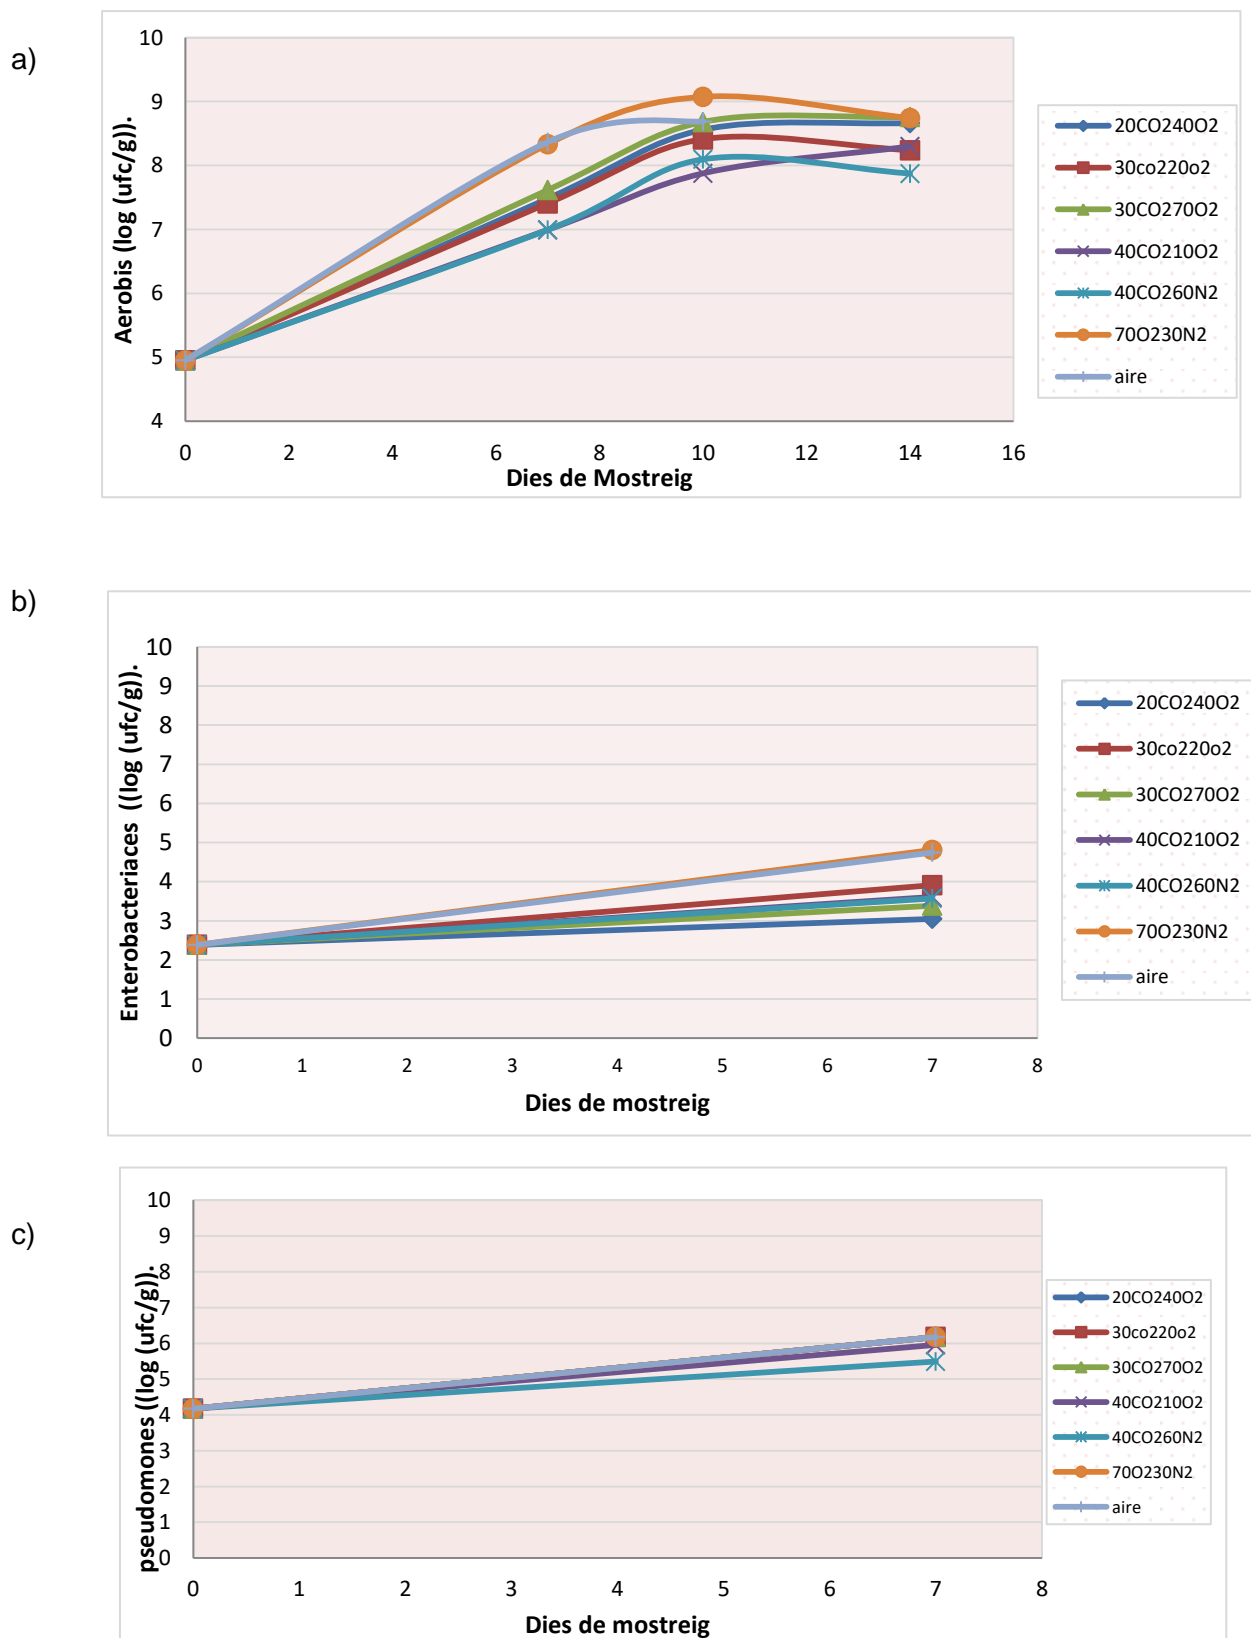 a)
10
9
8
7
6
5
4
Aerobis (log (ufc/g)).
0 2 4 6 8 10 12 14 16
Dies de Mostreig
20CO240O2
30co220o2
30CO270O2
40CO210O2
40CO260N2
70O230N2
aire
b)
10
9
8
7
6
5
4
3
2
1
0
Enterobacteriaces ((log (ufc/g)).
0 1 2 3 4 5 6 7 8
Dies de mostreig
20CO240O2
30co220o2
30CO270O2
40CO210O2
40CO260N2
70O230N2
aire
c)
10
9
8
7
6
5
4
3
2
1
0
pseudomones ((log (ufc/g)).
0 1 2 3 4 5 6 7 8
Dies de mostreig
20CO240O2
30co220o2
30CO270O2
40CO210O2
40CO260N2
70O230N2
aire